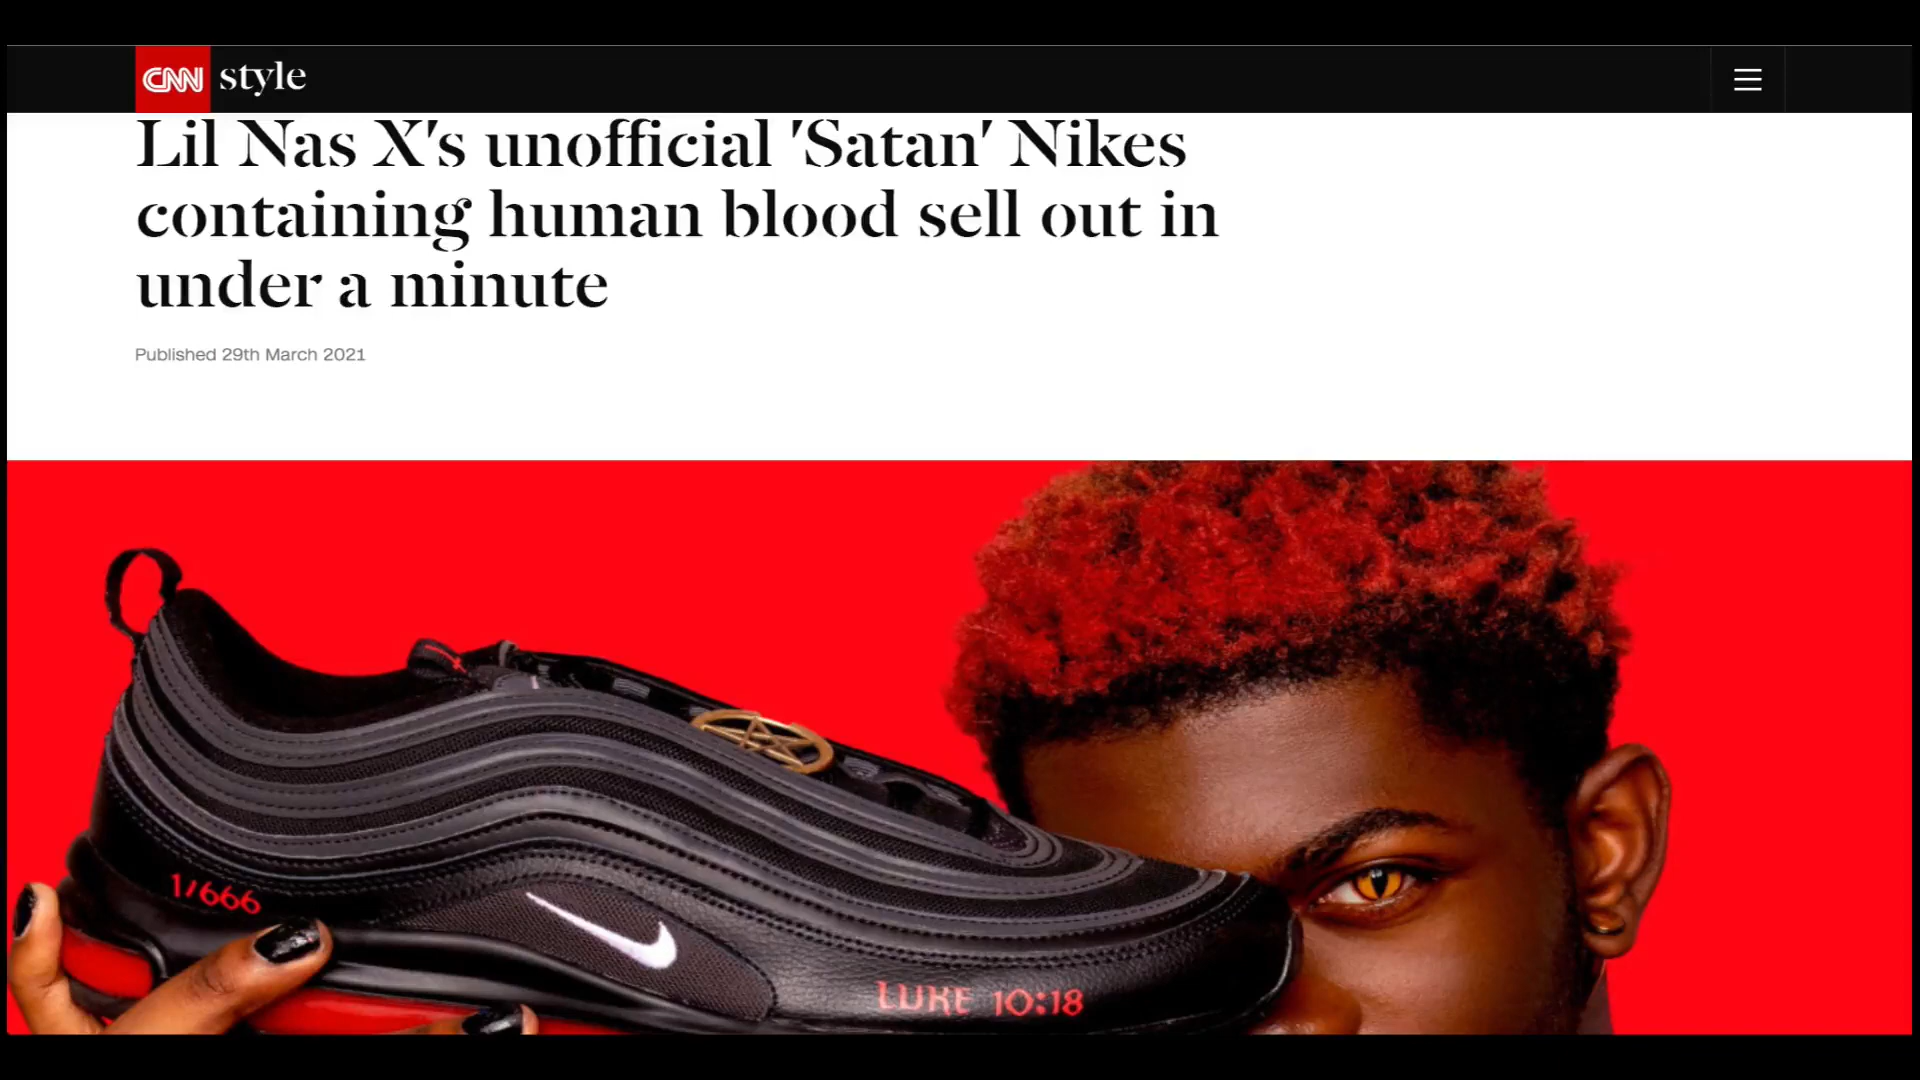 CNN style
Lil Nas X's unofficial 'Satan' Nikes
containing human blood sell out in
under a minute
Published 29th March 2021
1/666
LUKE 10:18